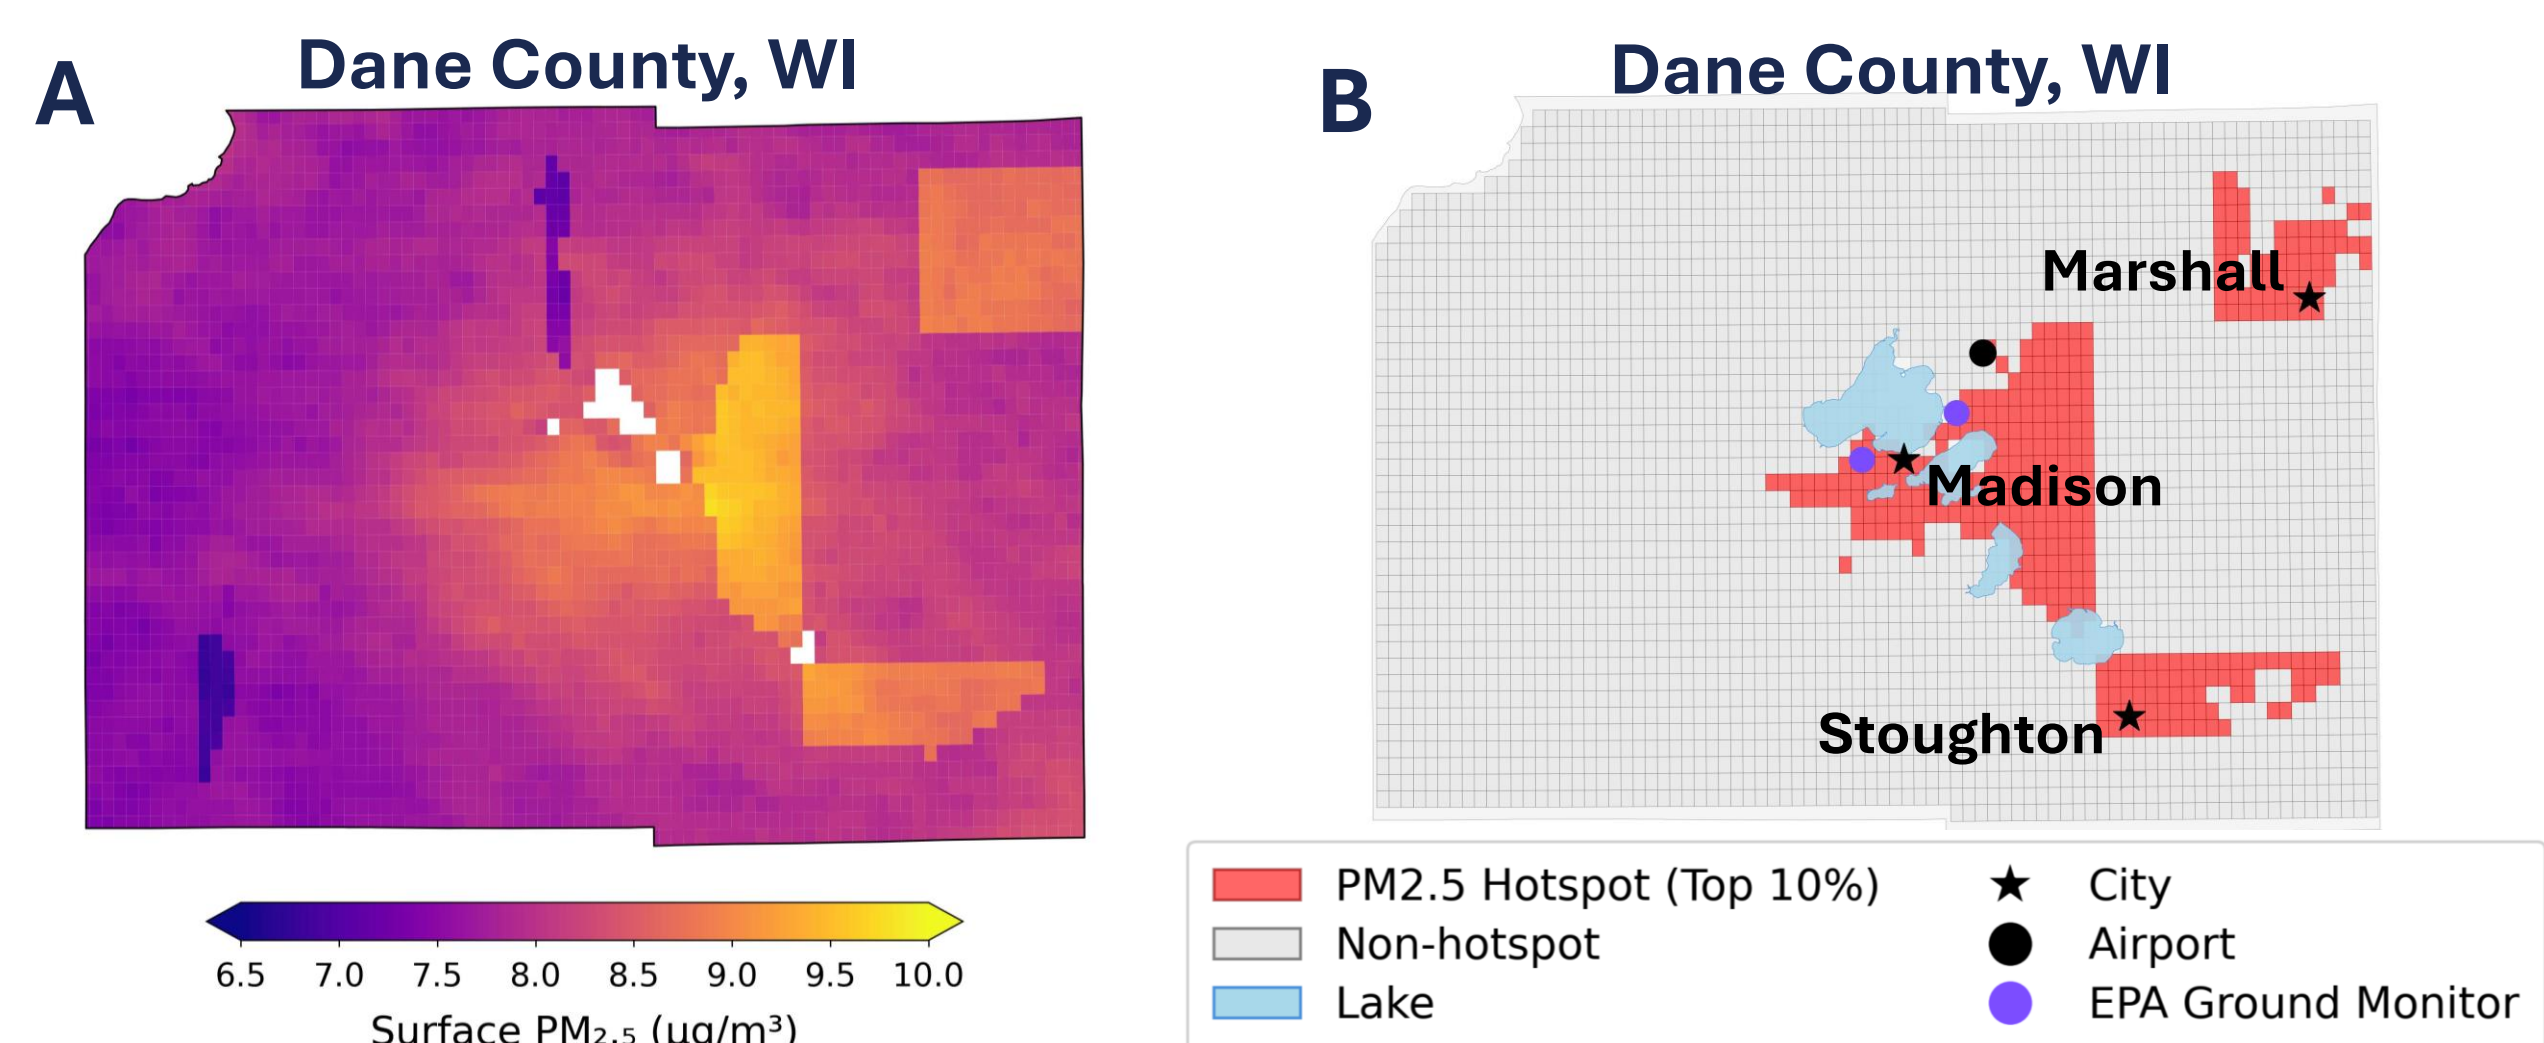 A
Dane County, WI
6.5 7.0 7.5 8.0 8.5 9.0 9.5 10.0
Surface PM₂.₅ (µg/m³)
B
Dane County, WI
Marshall
Madison
Stoughton
PM2.5 Hotspot (Top 10%)
Non-hotspot
Lake
City
Airport
EPA Ground Monitor